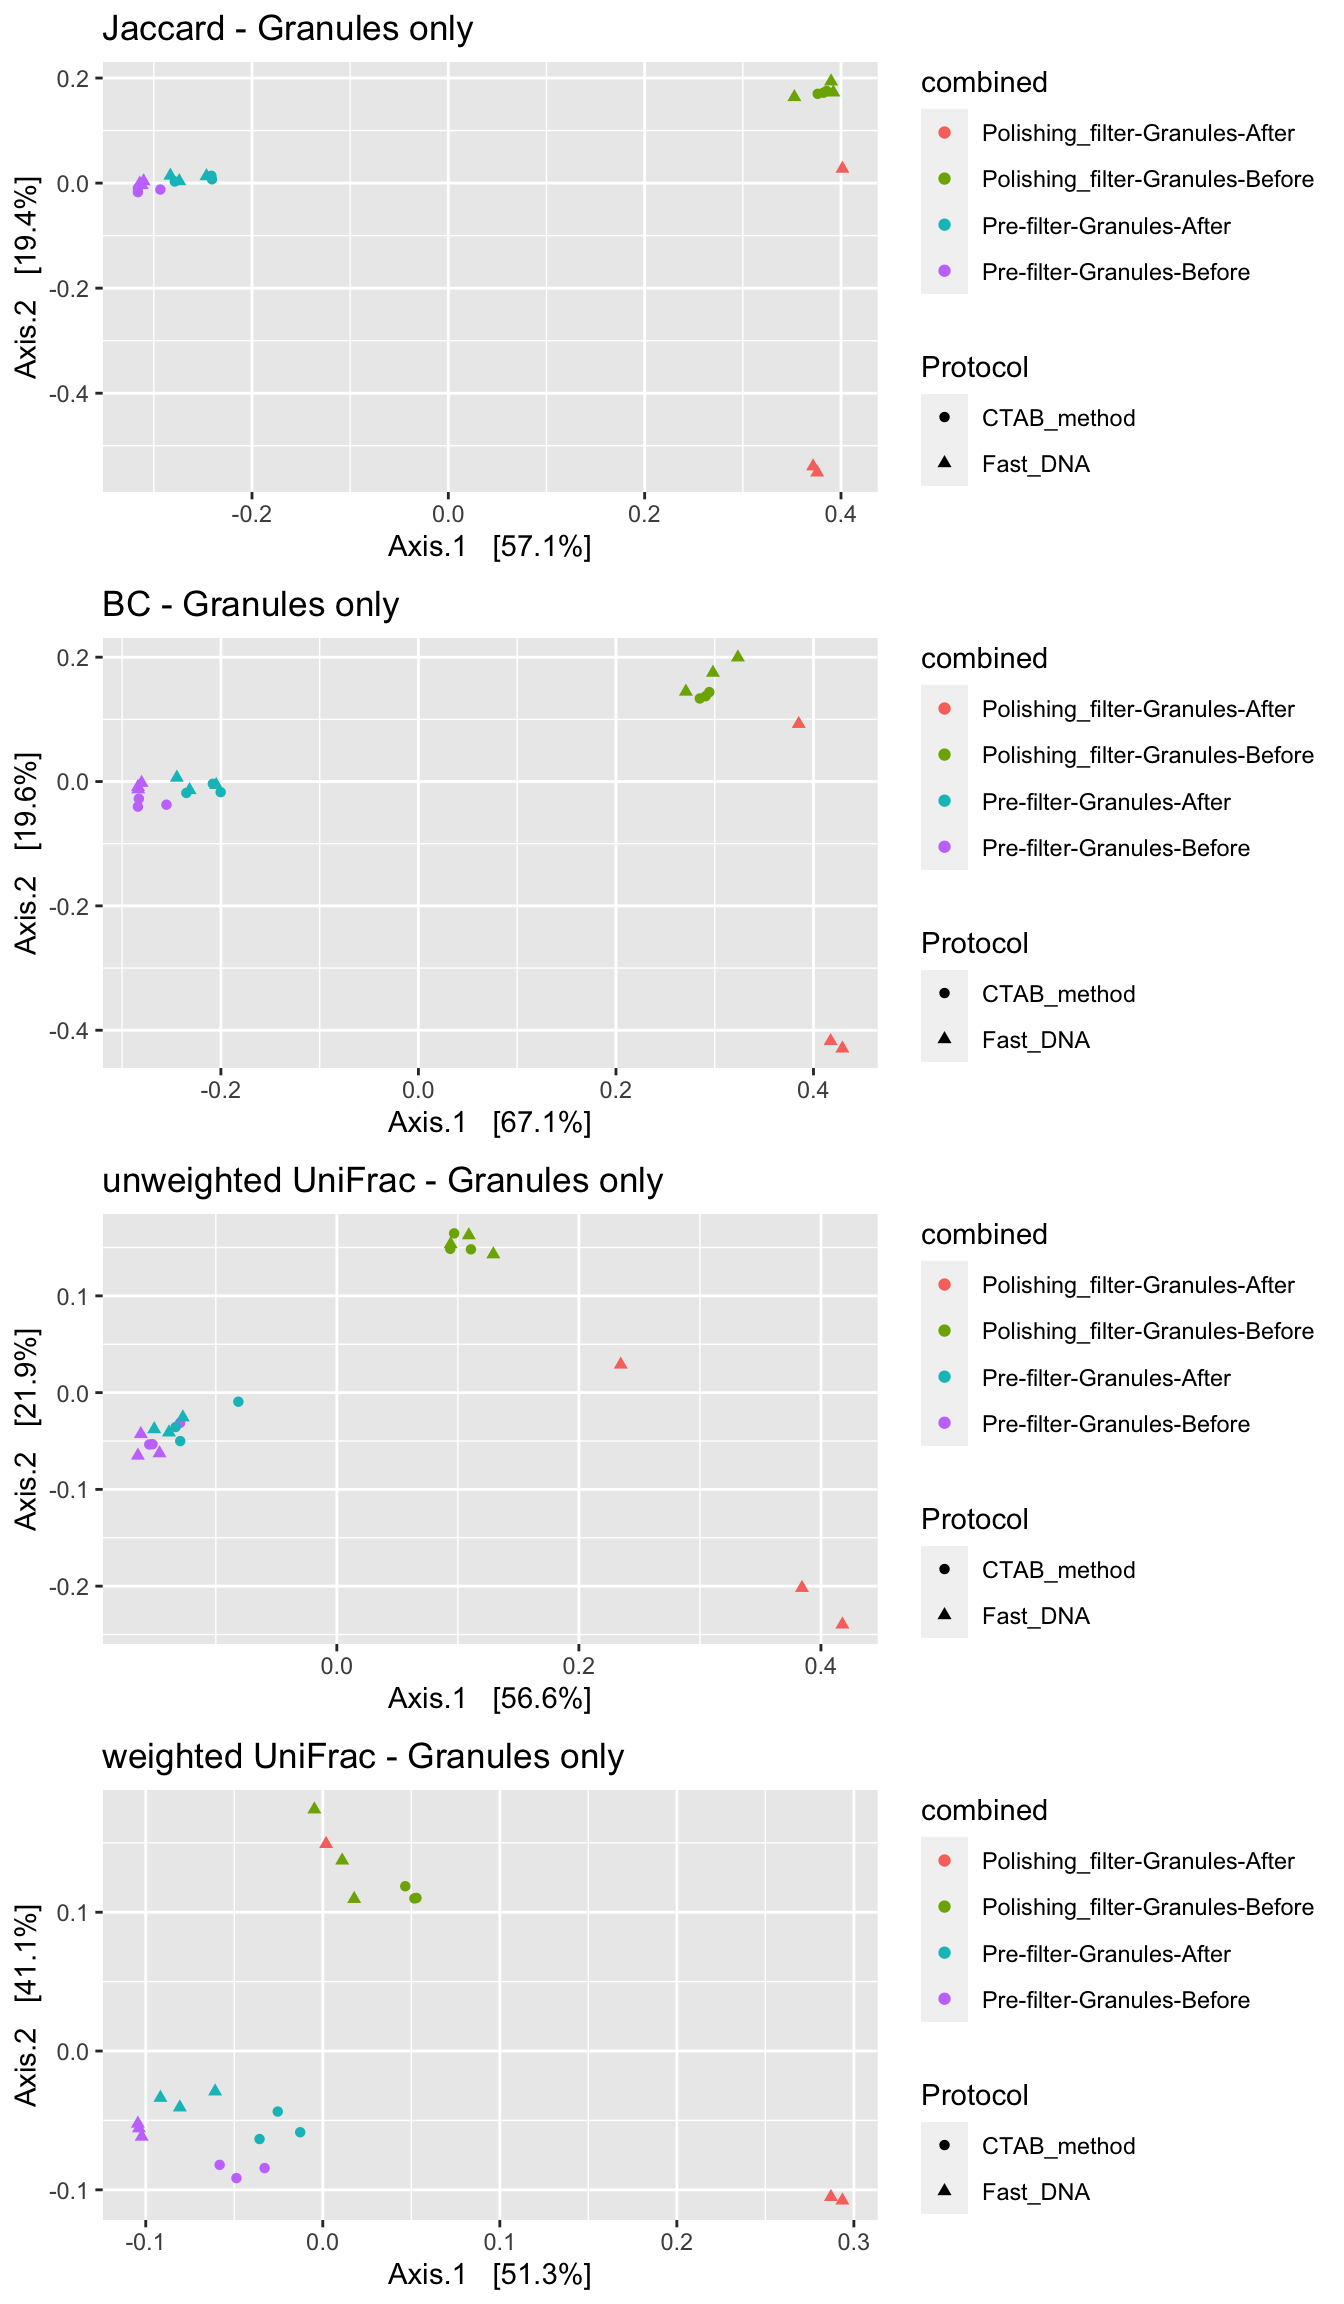 Jaccard - Granules only
0.2
0.0
-0.2
-0.4
Axis.2   [19.4%]
-0.2
0.0
0.2
0.4
Axis.1   [57.1%]
combined
Polishing_filter-Granules-After
Polishing_filter-Granules-Before
Pre-filter-Granules-After
Pre-filter-Granules-Before
Protocol
CTAB_method
Fast_DNA
BC - Granules only
0.2
0.0
-0.2
-0.4
Axis.2   [19.6%]
-0.2
0.0
0.2
0.4
Axis.1   [67.1%]
combined
Polishing_filter-Granules-After
Polishing_filter-Granules-Before
Pre-filter-Granules-After
Pre-filter-Granules-Before
Protocol
CTAB_method
Fast_DNA
unweighted UniFrac - Granules only
0.1
0.0
-0.1
-0.2
Axis.2   [21.9%]
0.0
0.2
0.4
Axis.1   [56.6%]
combined
Polishing_filter-Granules-After
Polishing_filter-Granules-Before
Pre-filter-Granules-After
Pre-filter-Granules-Before
Protocol
CTAB_method
Fast_DNA
weighted UniFrac - Granules only
0.1
0.0
-0.1
Axis.2   [41.1%]
-0.1
0.0
0.1
0.2
0.3
Axis.1   [51.3%]
combined
Polishing_filter-Granules-After
Polishing_filter-Granules-Before
Pre-filter-Granules-After
Pre-filter-Granules-Before
Protocol
CTAB_method
Fast_DNA